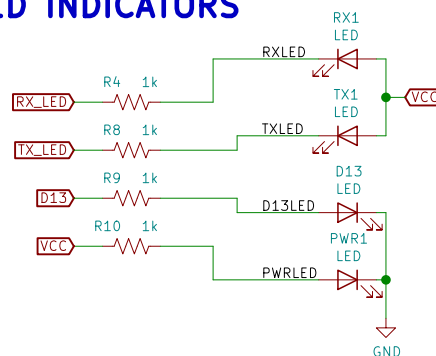 LED INDICATORS
RX1
LED
RXLED
R4 1k
RX_LED
TX1
LED
VCC
R8 1k
TXLED
TX_LED
R9 1k
D13
LED
D13
D13LED
R10 1k
PWR1
LED
VCC
PWRLED
GND